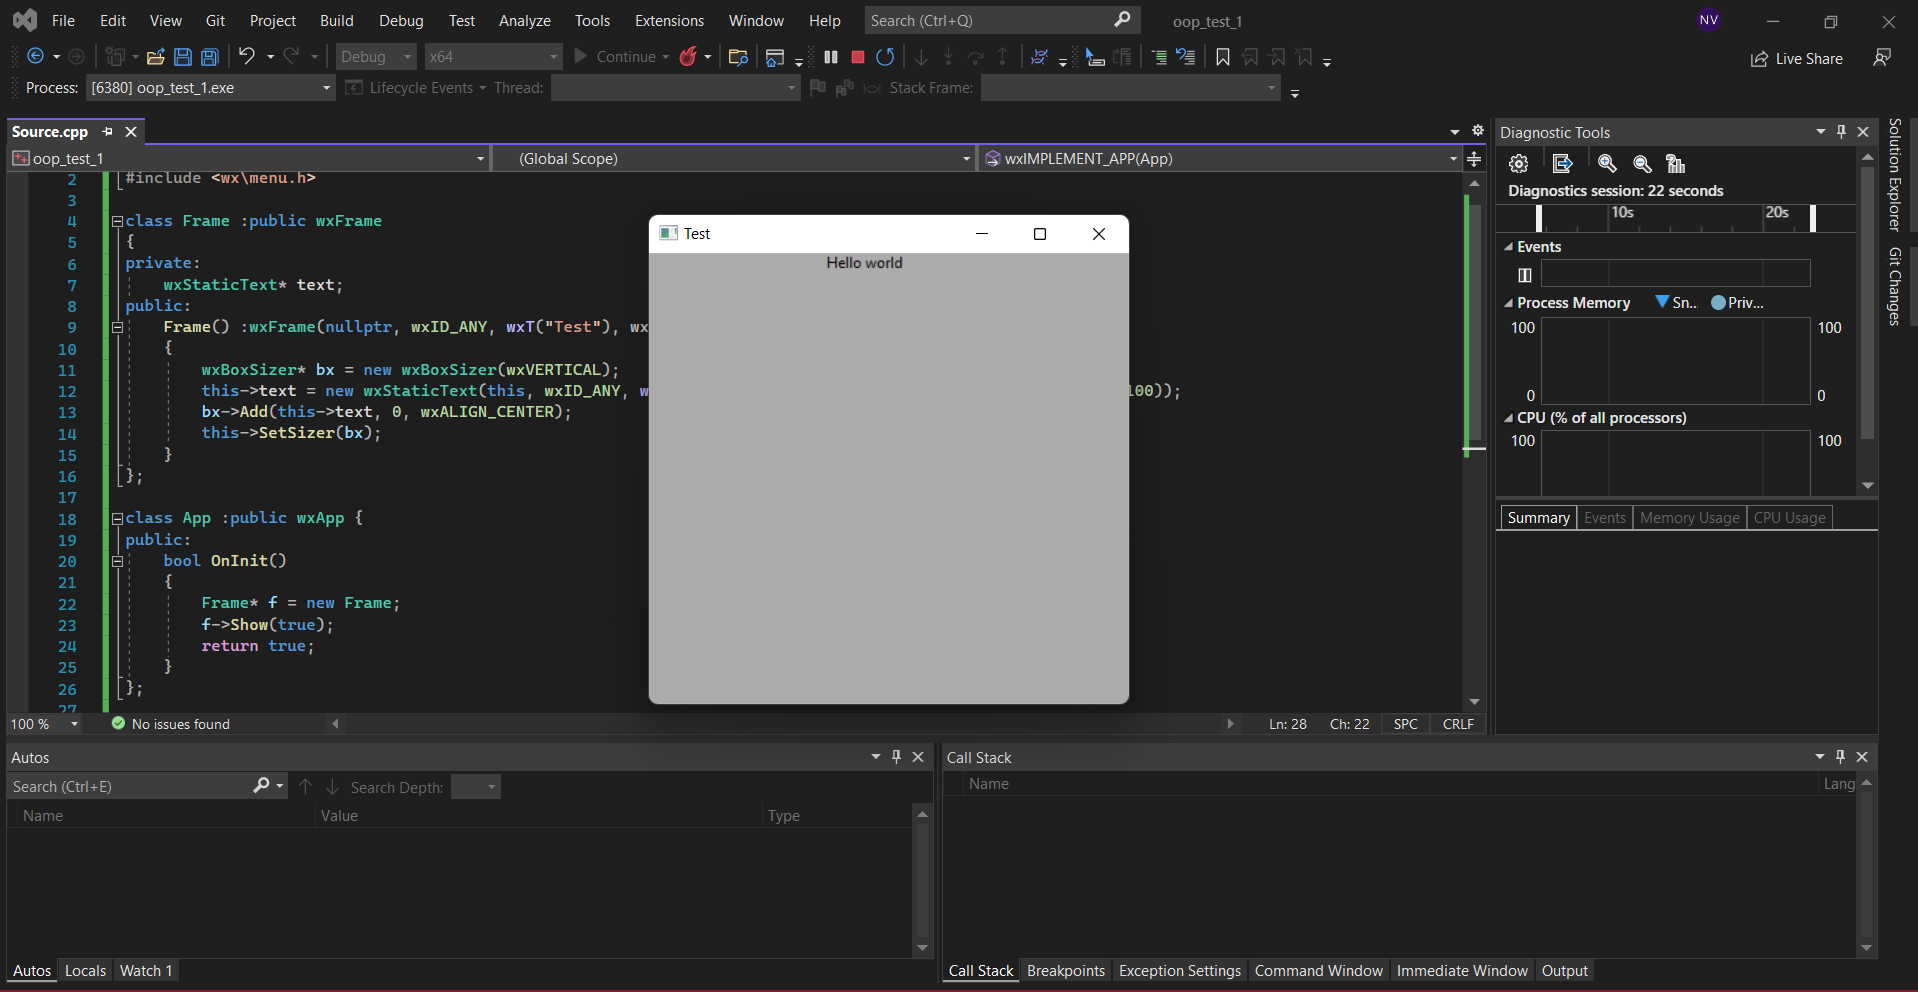 File Edit View Git Project Build Debug Test Analyze Tools Extensions Window Help Search (Ctrl+Q) oop_test_1 NV
Debug x64 Continue Live Share
Process: [6380] oop_test_1.exe Lifecycle Events Thread: Stack Frame:
Source.cpp
oop_test_1 (Global Scope) wxIMPLEMENT_APP(App)
2 #include <wx\menu.h>
3
4 class Frame :public wxFrame
5 {
6 private:
7 wxStaticText* text;
8 public:
9 Frame() :wxFrame(nullptr, wxID_ANY, wxT("Test"), wx
10 {
11 wxBoxSizer* bx = new wxBoxSizer(wxVERTICAL);
12 this->text = new wxStaticText(this, wxID_ANY, w 100));
13 bx->Add(this->text, 0, wxALIGN_CENTER);
14 this->SetSizer(bx);
15 }
16 };
17
18 class App :public wxApp {
19 public:
20 bool OnInit()
21 {
22 Frame* f = new Frame;
23 f->Show(true);
24 return true;
25 }
26 };
27
Test
Hello world
100 % No issues found Ln: 28 Ch: 22 SPC CRLF
Diagnostic Tools
Diagnostics session: 22 seconds
10s 20s
Events
Process Memory Sn... Priv...
100 100
0 0
CPU (% of all processors)
100 100
Summary Events Memory Usage CPU Usage
Solution Explorer
Git Changes
Autos
Search (Ctrl+E) Search Depth:
Name Value Type
Autos Locals Watch 1
Call Stack
Name Lang
Call Stack Breakpoints Exception Settings Command Window Immediate Window Output